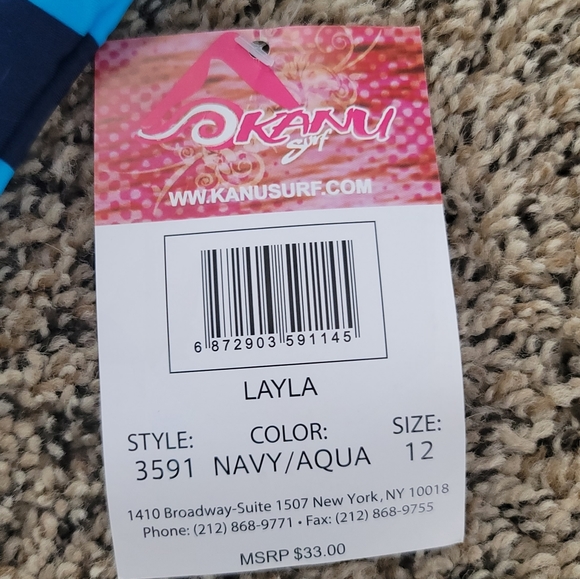 KANU
Surf
WW.KANUSURF.COM
6 872903 591145
LAYLA
STYLE: COLOR: SIZE:
3591 NAVY/AQUA 12
1410 Broadway-Suite 1507 New York, NY 10018
Phone: (212) 868-9771 • Fax: (212) 868-9755
MSRP $33.00